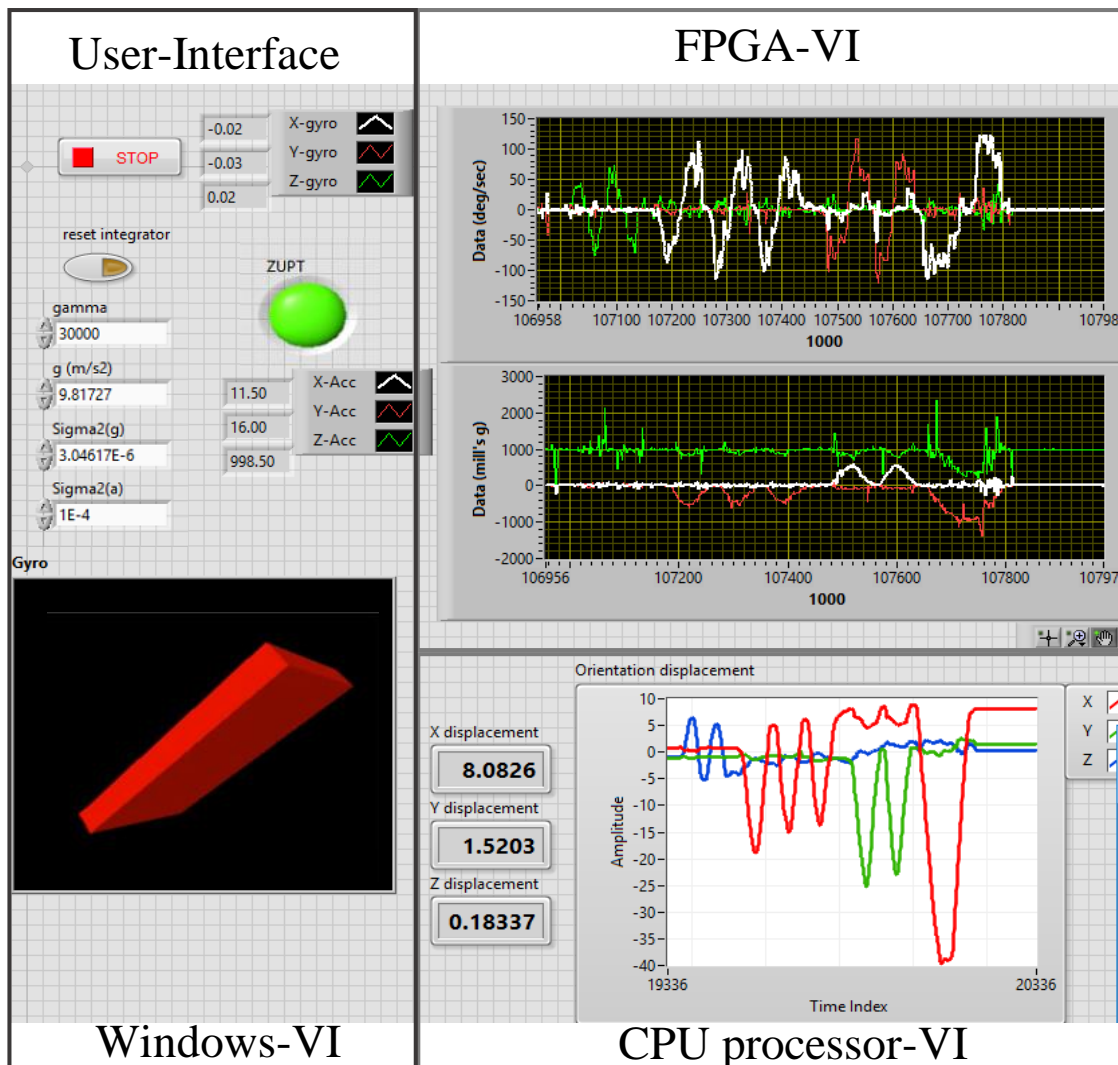 User-Interface
FPGA-VI
STOP
-0.02
-0.03
0.02
X-gyro
Y-gyro
Z-gyro
reset integrator
ZUPT
gamma
30000
g (m/s2)
9.81727
Sigma2(g)
3.04617E-6
Sigma2(a)
1E-4
11.50
16.00
998.50
X-Acc
Y-Acc
Z-Acc
Gyro
Data (deg/sec)
150
100
50
0
-50
-100
-150
106958 107100 107200 107300 107400 107500 107600 107700 107800 10798
1000
Data (mill's g)
3000
2000
1000
0
-1000
-2000
106956 107200 107400 107600 107800 10797
1000
X displacement
8.0826
Y displacement
1.5203
Z displacement
0.18337
Orientation displacement
Amplitude
10
5
0
-5
-10
-15
-20
-25
-30
-35
-40
19336 20336
Time Index
X
Y
Z
Windows-VI
CPU processor-VI